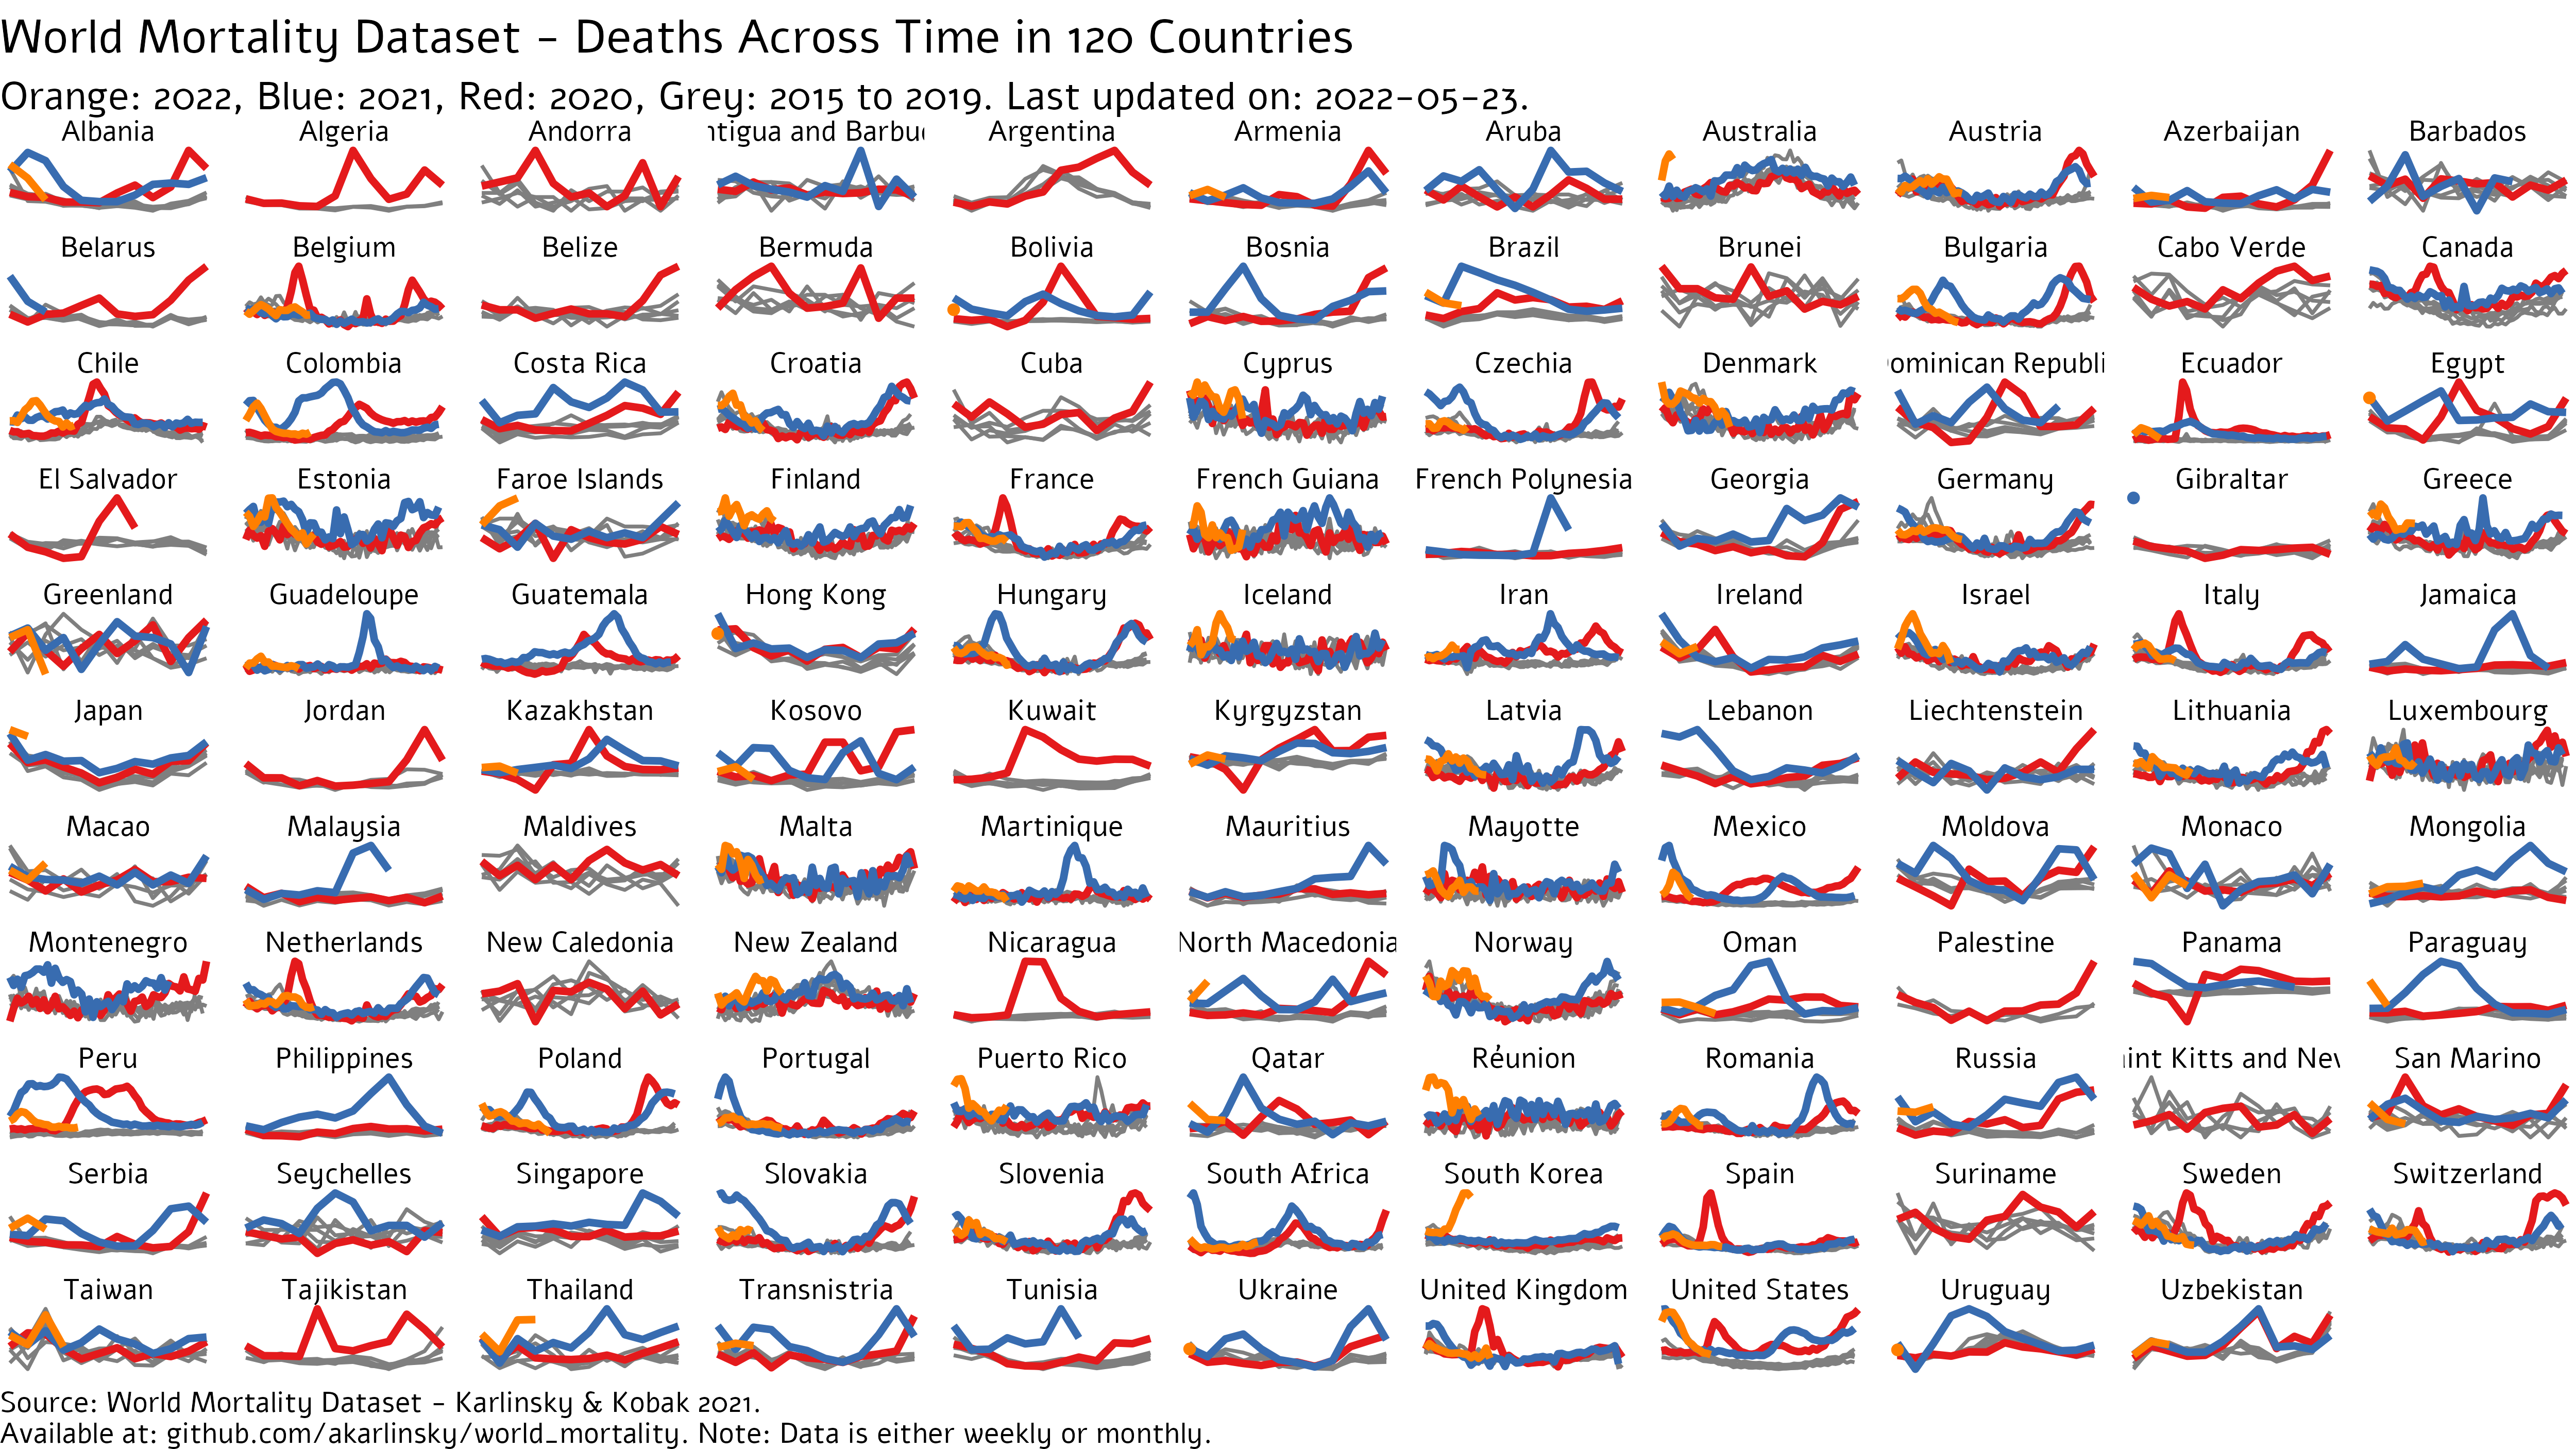 World Mortality Dataset - Deaths Across Time in 120 Countries
Orange: 2022, Blue: 2021, Red: 2020, Grey: 2015 to 2019. Last updated on: 2022-05-23.
Albania Algeria Andorra ntigua and Barbu Argentina Armenia Aruba Australia Austria Azerbaijan Barbados
Belarus Belgium Belize Bermuda Bolivia Bosnia Brazil Brunei Bulgaria Cabo Verde Canada
Chile Colombia Costa Rica Croatia Cuba Cyprus Czechia Denmark ominican Republi Ecuador Egypt
El Salvador Estonia Faroe Islands Finland France French Guiana French Polynesia Georgia Germany Gibraltar Greece
Greenland Guadeloupe Guatemala Hong Kong Hungary Iceland Iran Ireland Israel Italy Jamaica
Japan Jordan Kazakhstan Kosovo Kuwait Kyrgyzstan Latvia Lebanon Liechtenstein Lithuania Luxembourg
Macao Malaysia Maldives Malta Martinique Mauritius Mayotte Mexico Moldova Monaco Mongolia
Montenegro Netherlands New Caledonia New Zealand Nicaragua North Macedonia Norway Oman Palestine Panama Paraguay
Peru Philippines Poland Portugal Puerto Rico Qatar Réunion Romania Russia aint Kitts and Nev San Marino
Serbia Seychelles Singapore Slovakia Slovenia South Africa South Korea Spain Suriname Sweden Switzerland
Taiwan Tajikistan Thailand Transnistria Tunisia Ukraine United Kingdom United States Uruguay Uzbekistan
Source: World Mortality Dataset - Karlinsky & Kobak 2021.
Available at: github.com/akarlinsky/world_mortality. Note: Data is either weekly or monthly.